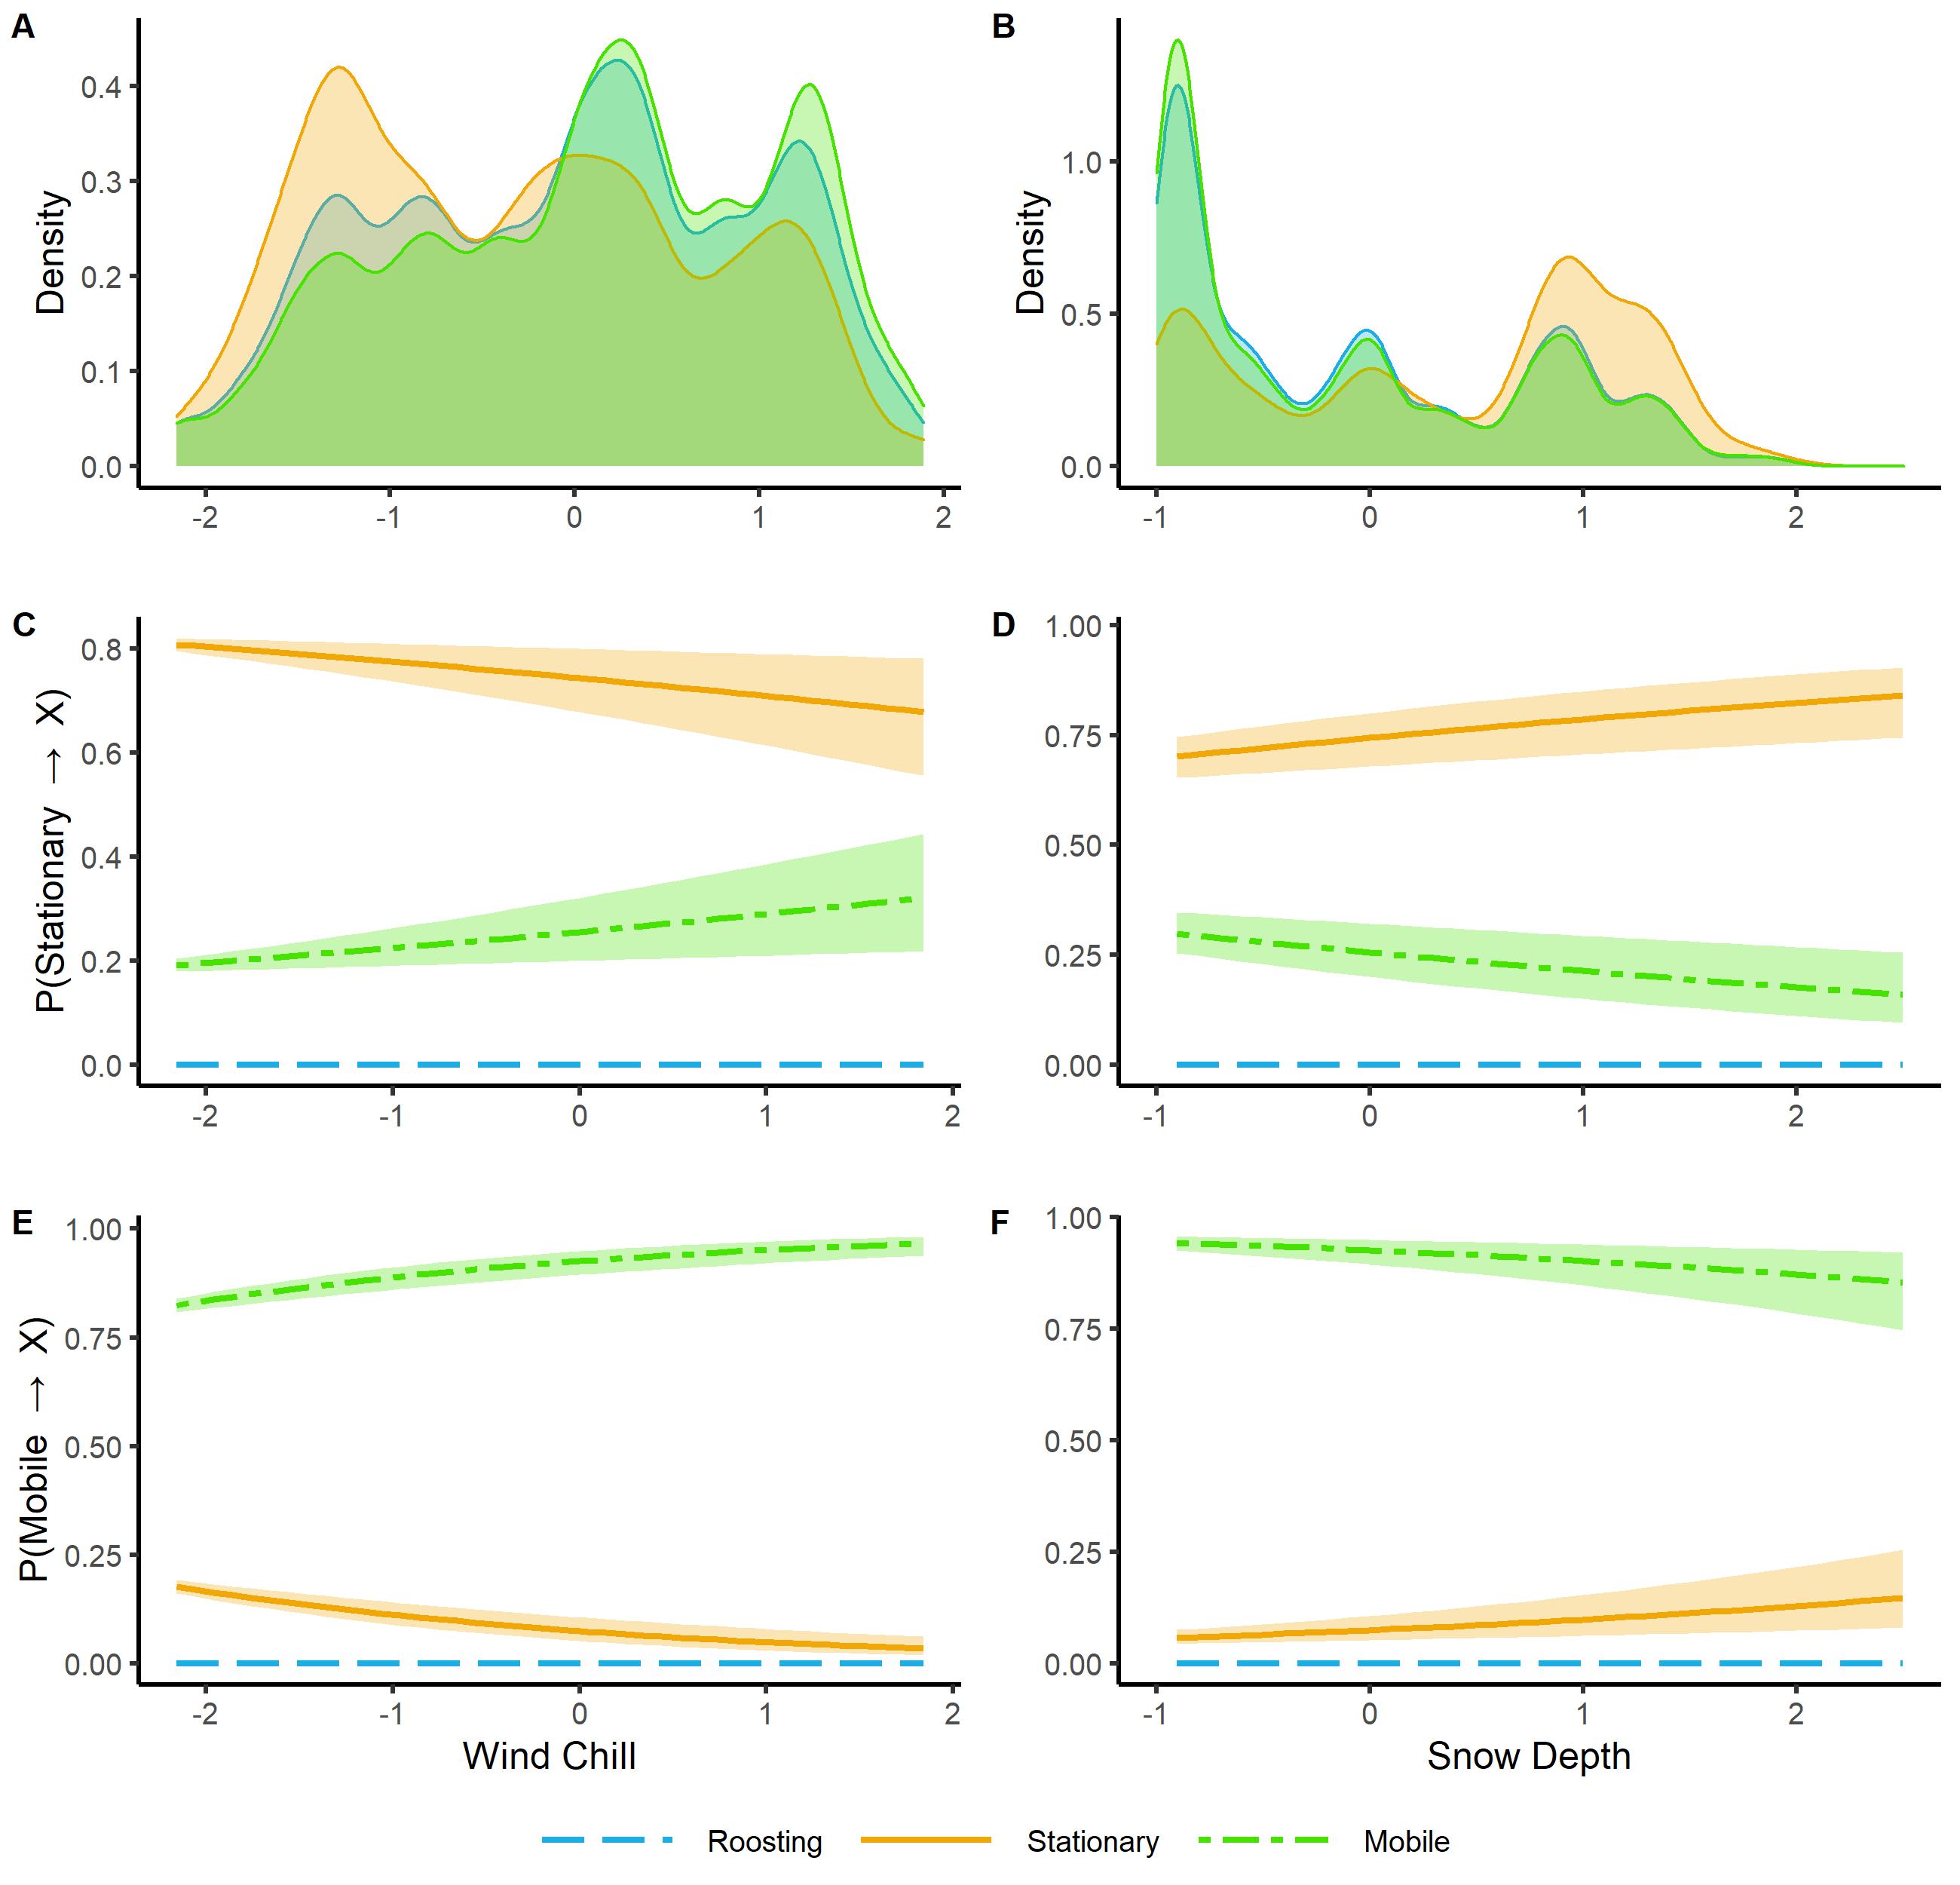 A
Density
0.4
0.3
0.2
0.1
0.0
-2 -1 0 1 2
B
Density
1.0
0.5
0.0
-1 0 1 2
C
P(Stationary → X)
0.8
0.6
0.4
0.2
0.0
-2 -1 0 1 2
D
1.00
0.75
0.50
0.25
0.00
-1 0 1 2
E
P(Mobile → X)
1.00
0.75
0.50
0.25
0.00
-2 -1 0 1 2
Wind Chill
F
1.00
0.75
0.50
0.25
0.00
-1 0 1 2
Snow Depth
Roosting Stationary Mobile